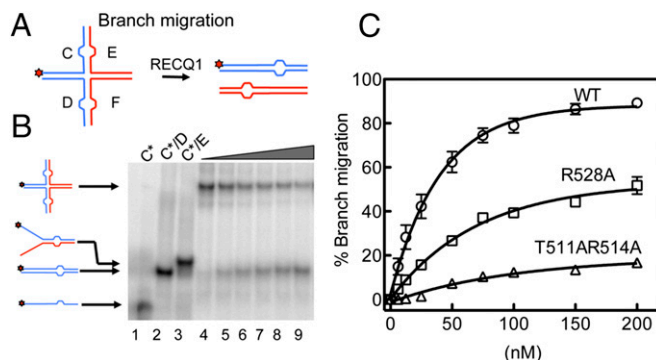 A
Branch migration
C
E
D
F
RECQ1
B
C*
C*/D
C*/E
1 2 3 4 5 6 7 8 9
C
% Branch migration
100
80
60
40
20
0
WT
R528A
T511AR514A
0 50 100 150 200
(nM)